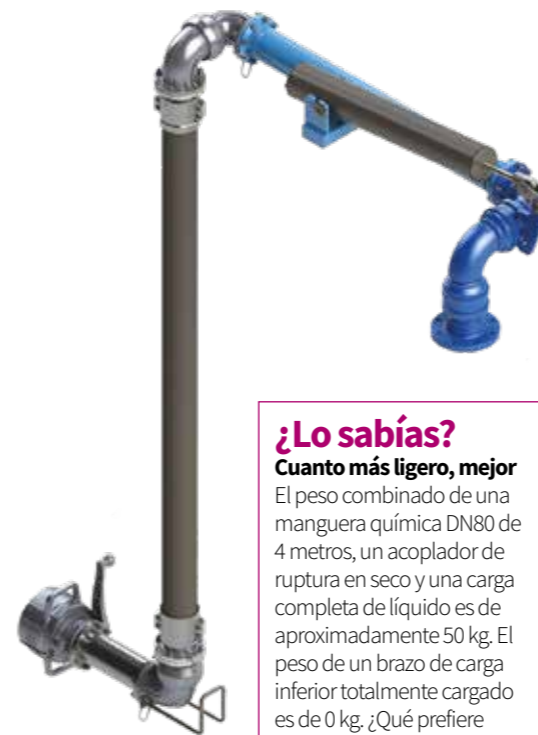 ¿Lo sabías?
Cuanto más ligero, mejor
El peso combinado de una
manguera química DN80 de
4 metros, un acoplador de
ruptura en seco y una carga
completa de líquido es de
aproximadamente 50 kg. El
peso de un brazo de carga
inferior totalmente cargado
es de 0 kg. ¿Qué prefiere